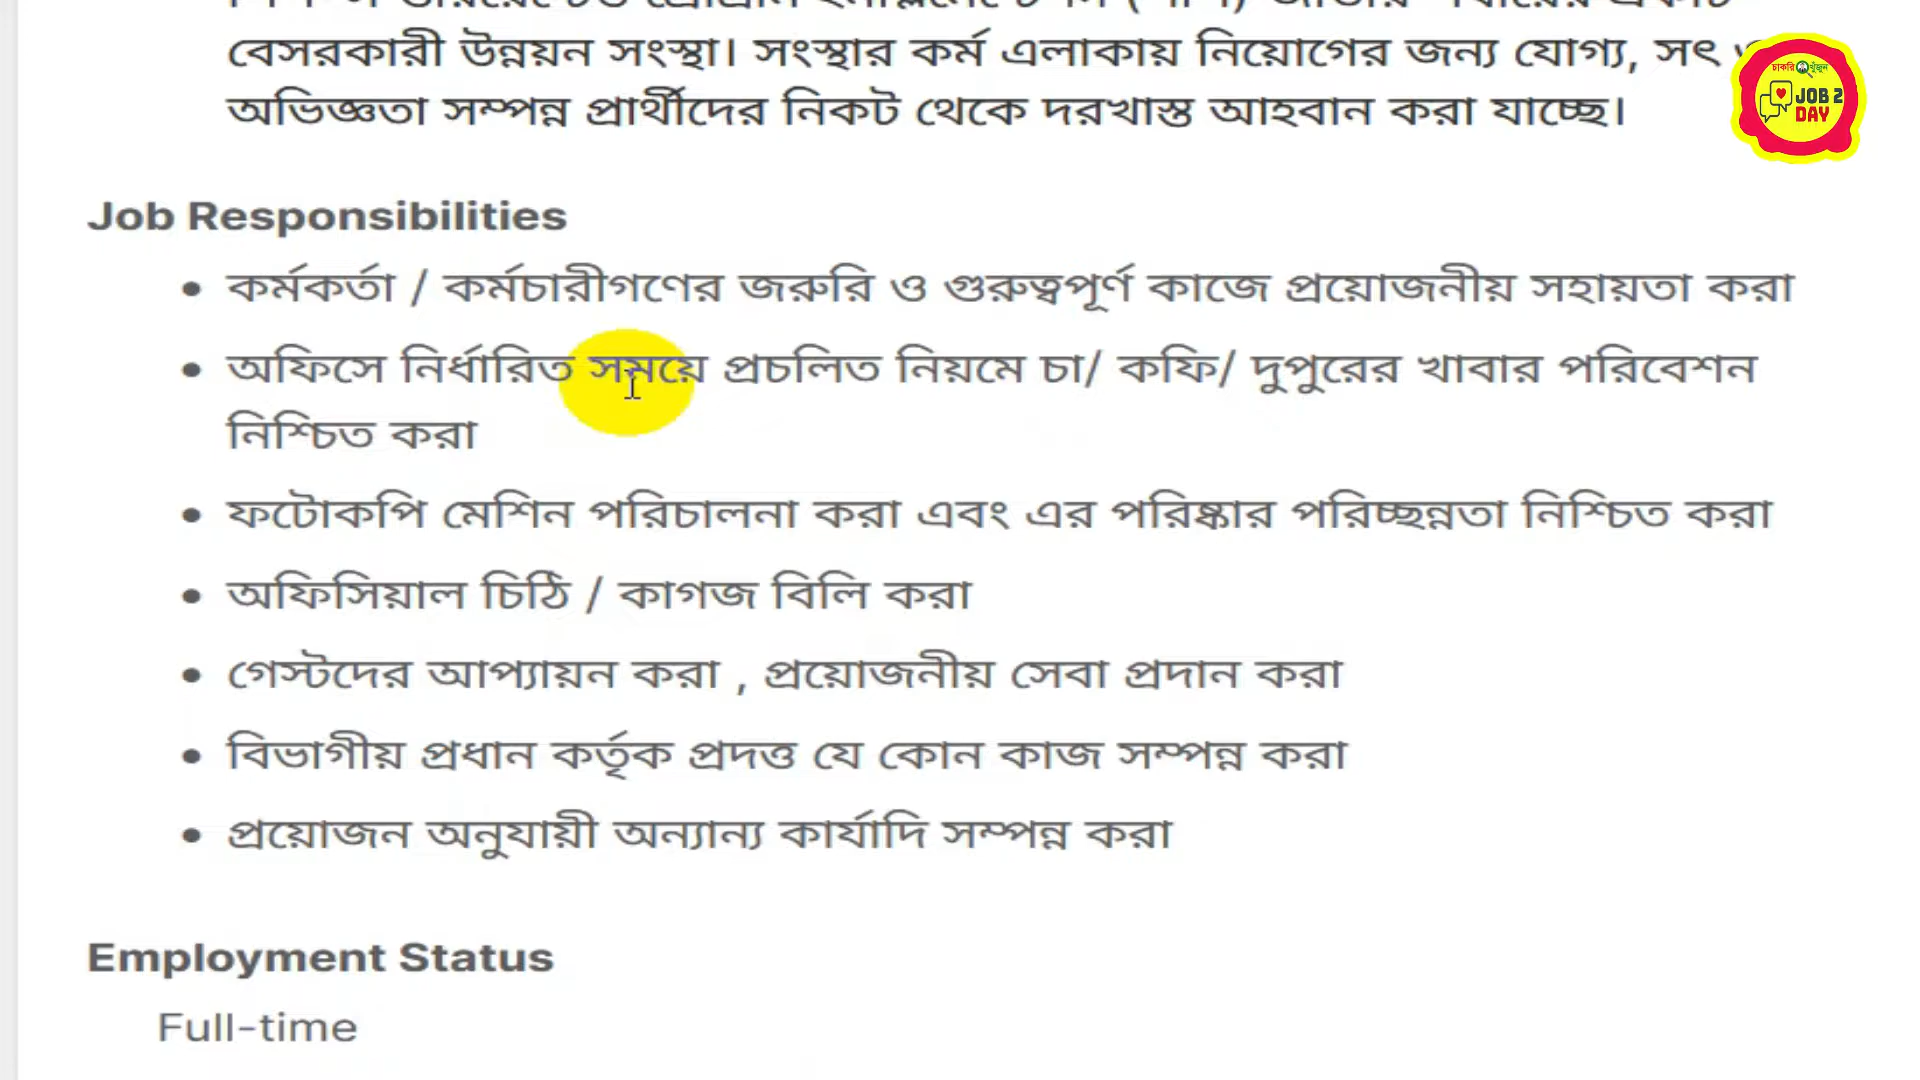 বেসরকারী উন্নয়ন সংস্থা। সংস্থার কর্ম এলাকায় নিয়োগের জন্য যোগ্য, সৎ
অভিজ্ঞতা সম্পন্ন প্রার্থীদের নিকট থেকে দরখাস্ত আহবান করা যাচ্ছে।
চাকরি খুঁজুন
JOB 2
DAY
Job Responsibilities
• কর্মকর্তা / কর্মচারীগণের জরুরি ও গুরুত্বপূর্ণ কাজে প্রয়োজনীয় সহায়তা করা
• অফিসে নির্ধারিত সময়ে প্রচলিত নিয়মে চা/ কফি/ দুপুরের খাবার পরিবেশন
নিশ্চিত করা
• ফটোকপি মেশিন পরিচালনা করা এবং এর পরিষ্কার পরিচ্ছন্নতা নিশ্চিত করা
• অফিসিয়াল চিঠি / কাগজ বিলি করা
• গেস্টদের আপ্যায়ন করা , প্রয়োজনীয় সেবা প্রদান করা
• বিভাগীয় প্রধান কর্তৃক প্রদত্ত যে কোন কাজ সম্পন্ন করা
• প্রয়োজন অনুযায়ী অন্যান্য কার্যাদি সম্পন্ন করা
Employment Status
Full-time